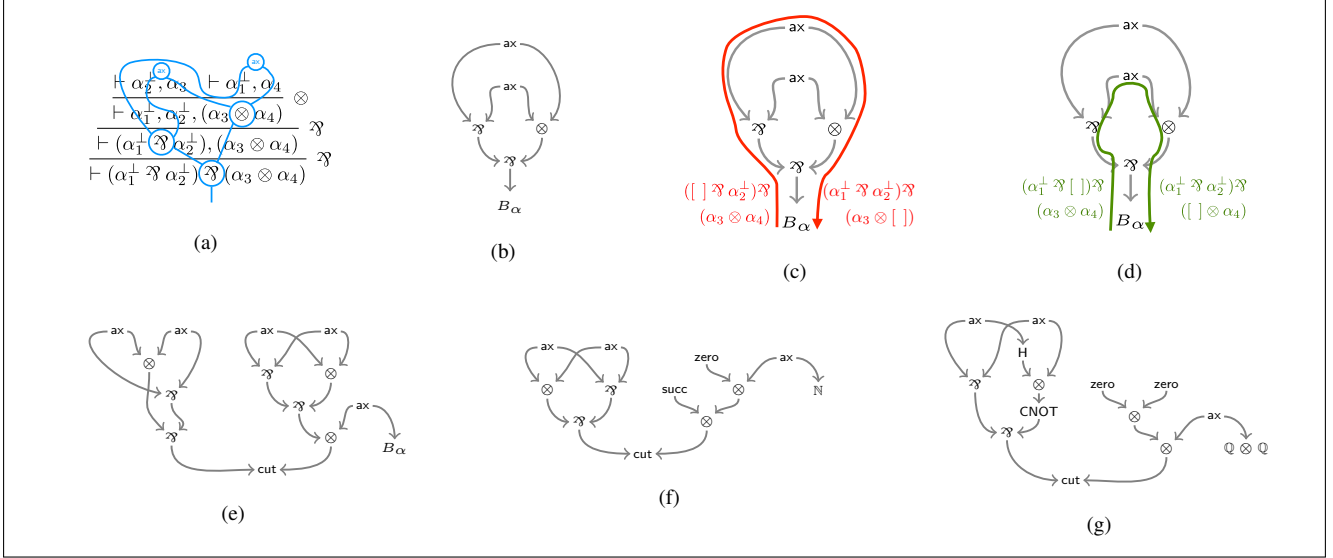 ax
ax
⊢ α₂^⊥, α₃ ⊢ α₁^⊥, α₄
⊗
⊢ α₁^⊥, α₂^⊥, (α₃ ⊗ α₄)
⅋
⊢ (α₁^⊥ ⅋ α₂^⊥), (α₃ ⊗ α₄)
⅋
⊢ (α₁^⊥ ⅋ α₂^⊥) ⅋ (α₃ ⊗ α₄)
(a)
ax
ax
⅋ ⊗
⅋
B_α
(b)
ax
ax
⅋ ⊗
⅋
([ ] ⅋ α₂^⊥)⅋
(α₃ ⊗ α₄)
(α₁^⊥ ⅋ α₂^⊥)⅋
(α₃ ⊗ [ ])
B_α
(c)
ax
ax
⅋ ⊗
⅋
(α₁^⊥ ⅋ [ ])⅋
(α₃ ⊗ α₄)
(α₁^⊥ ⅋ α₂^⊥)⅋
([ ] ⊗ α₄)
B_α
(d)
ax ax ax ax
⊗
⅋ ⊗
⅋
⅋ ax
⅋ ⊗
B_α
cut
(e)
ax ax
zero ax
⊗ ⅋ succ ⊗ ℕ
⅋ ⊗
cut
(f)
ax ax
H
⅋ ⊗ zero zero
CNOT ⊗ ax
⅋
⊗ ℚ ⊗ ℚ
cut
(g)